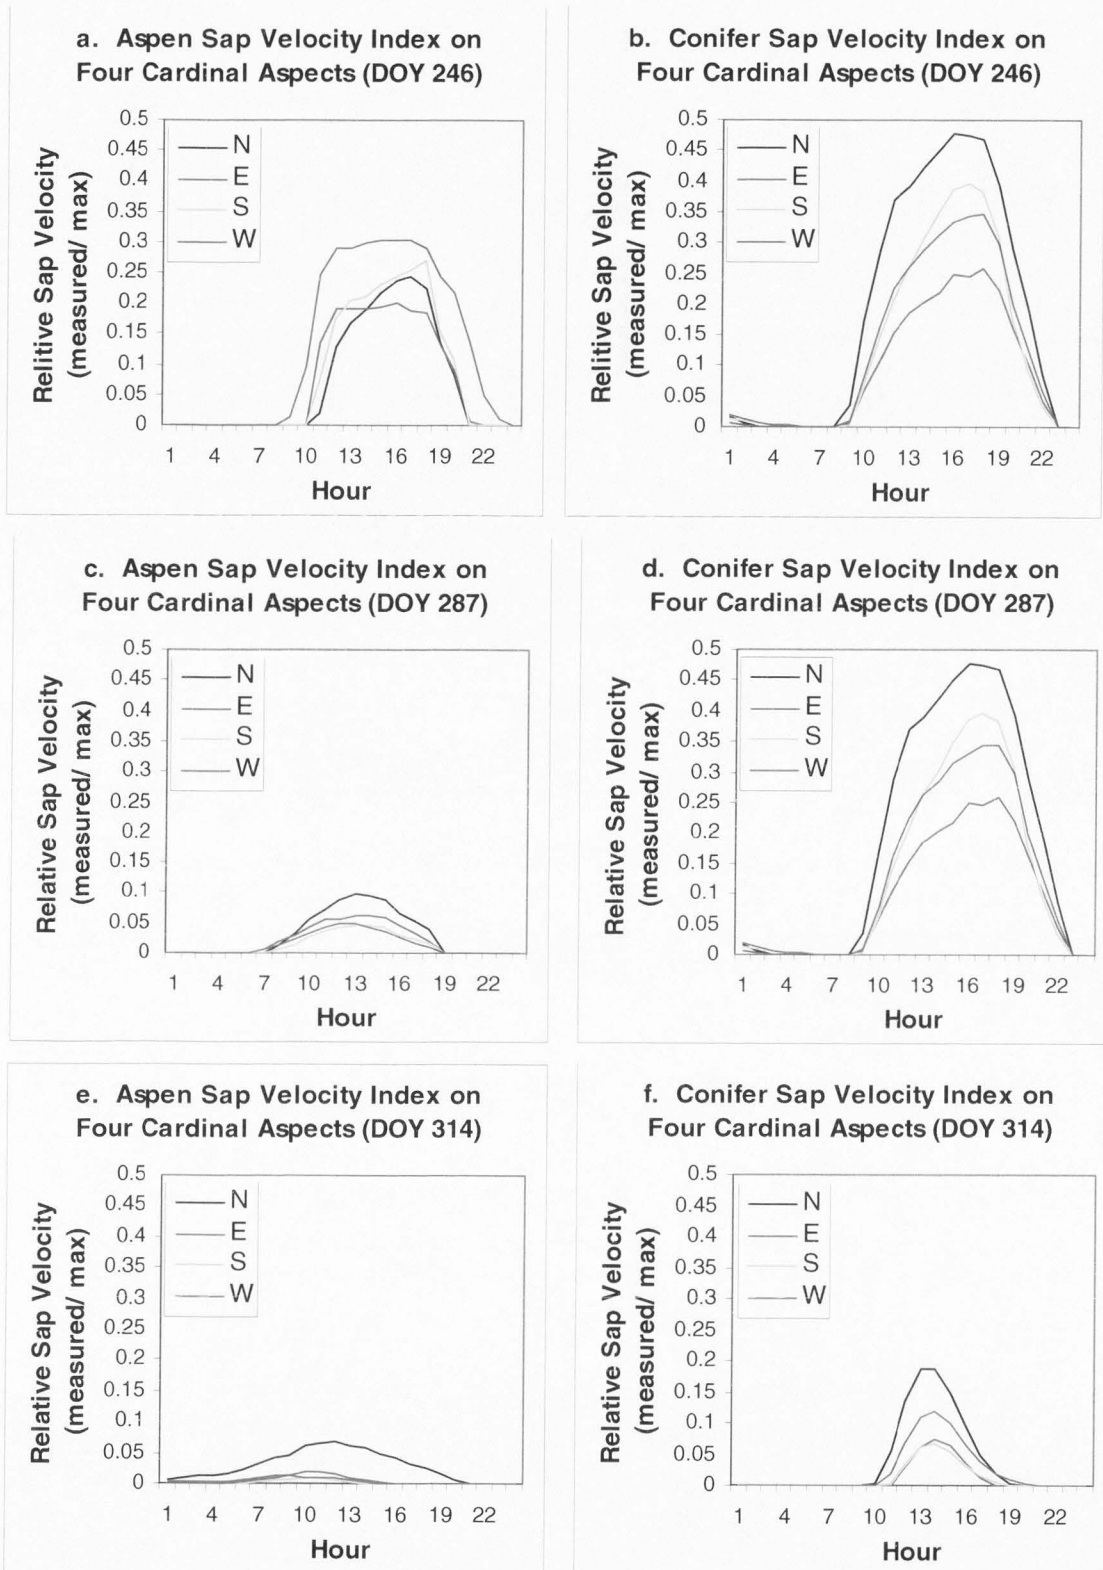 a. Aspen Sap Velocity Index on
Four Cardinal Aspects (DOY 246)
Relitive Sap Velocity
(measured/ max)
0.5
0.45
0.4
0.35
0.3
0.25
0.2
0.15
0.1
0.05
0
N
E
S
W
1 4 7 10 13 16 19 22
Hour
b. Conifer Sap Velocity Index on
Four Cardinal Aspects (DOY 246)
Relitive Sap Velocity
(measured/ max)
0.5
0.45
0.4
0.35
0.3
0.25
0.2
0.15
0.1
0.05
0
N
E
S
W
1 4 7 10 13 16 19 22
Hour
c. Aspen Sap Velocity Index on
Four Cardinal Aspects (DOY 287)
Relative Sap Velocity
(measured/ max)
0.5
0.45
0.4
0.35
0.3
0.25
0.2
0.15
0.1
0.05
0
N
E
S
W
1 4 7 10 13 16 19 22
Hour
d. Conifer Sap Velocity Index on
Four Cardinal Aspects (DOY 287)
Relative Sap Velocity
(measured/ max)
0.5
0.45
0.4
0.35
0.3
0.25
0.2
0.15
0.1
0.05
0
N
E
S
W
1 4 7 10 13 16 19 22
Hour
e. Aspen Sap Velocity Index on
Four Cardinal Aspects (DOY 314)
Relative Sap Velocity
(measured/ max)
0.5
0.45
0.4
0.35
0.3
0.25
0.2
0.15
0.1
0.05
0
N
E
S
W
1 4 7 10 13 16 19 22
Hour
f. Conifer Sap Velocity Index on
Four Cardinal Aspects (DOY 314)
Relative Sap Velocity
(measured/ max)
0.5
0.45
0.4
0.35
0.3
0.25
0.2
0.15
0.1
0.05
0
N
E
S
W
1 4 7 10 13 16 19 22
Hour